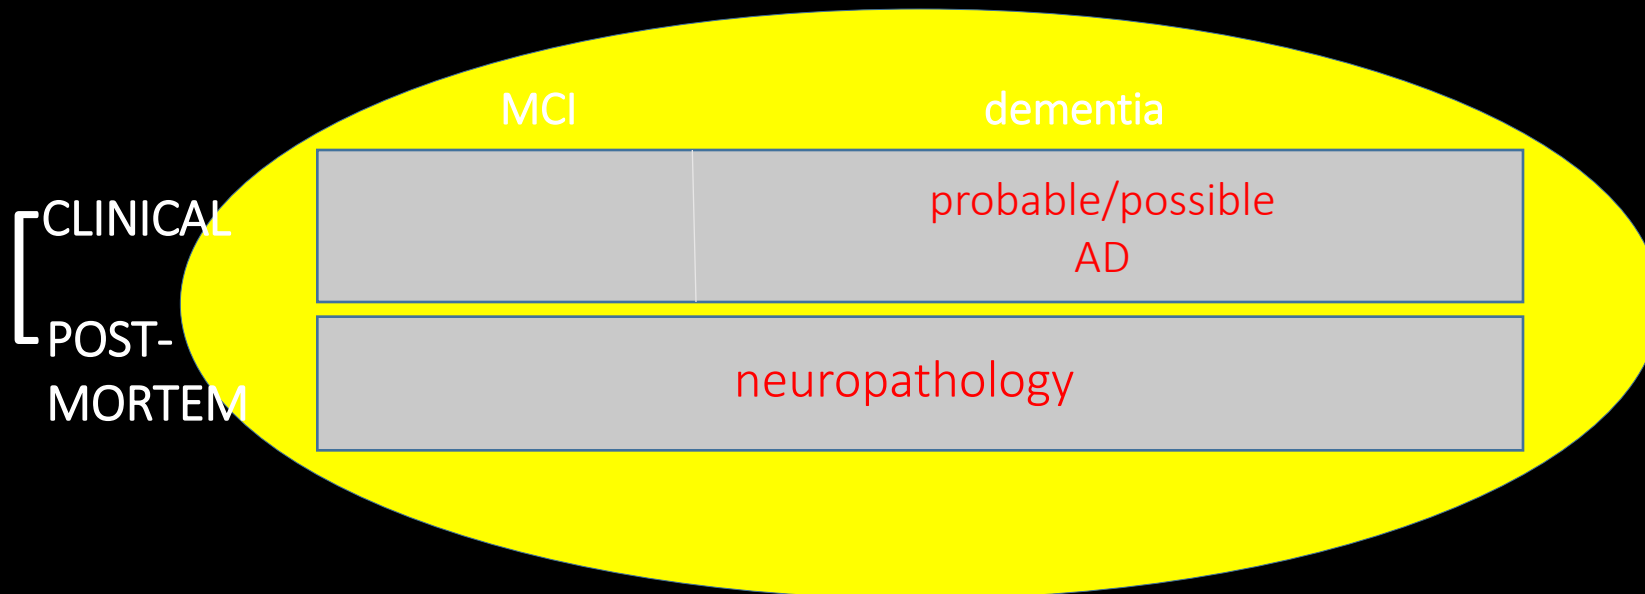 MCI dementia
CLINICAL
probable/possible
AD
POST-
MORTEM
neuropathology